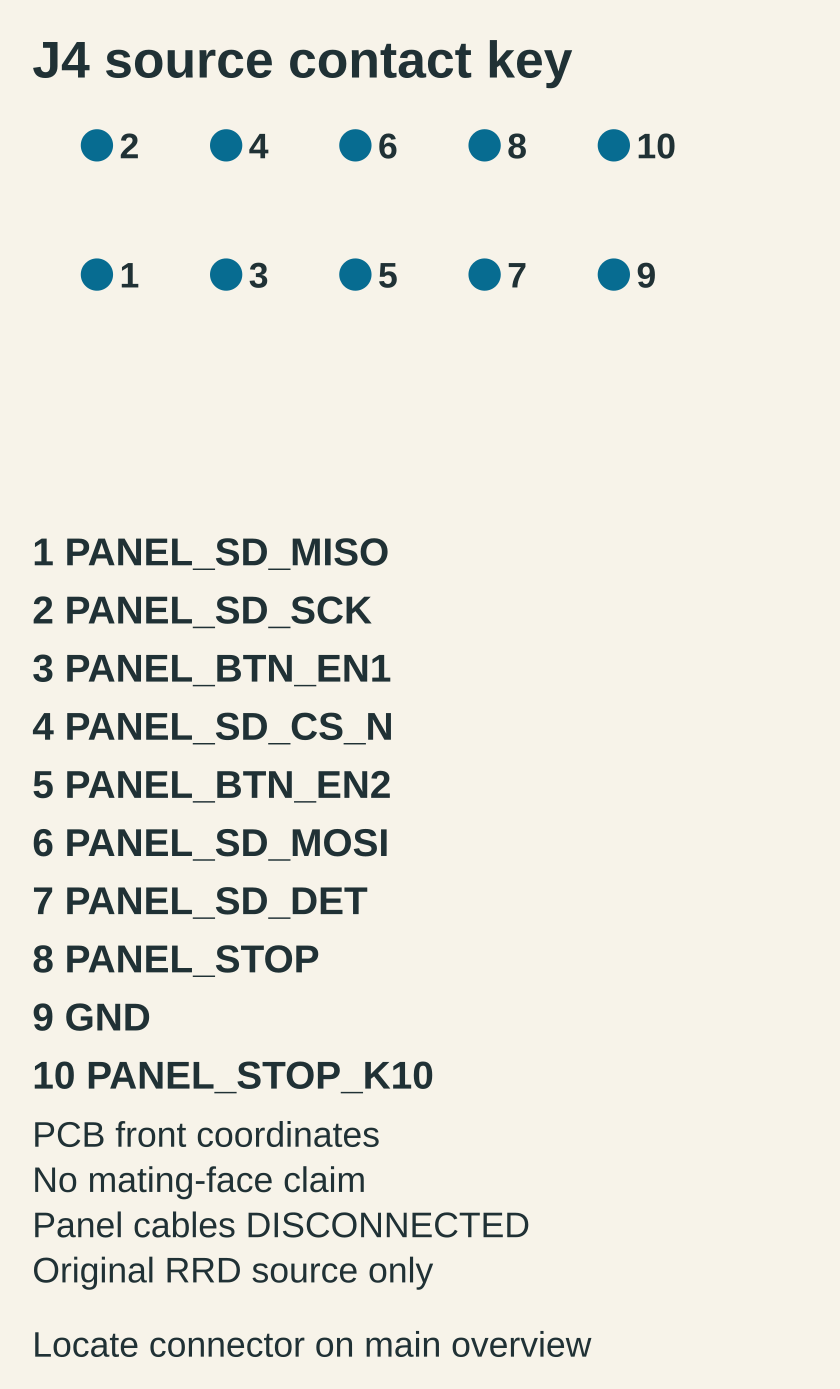 J4 source contact key
2 4 6 8 10
1 3 5 7 9
1 PANEL_SD_MISO
2 PANEL_SD_SCK
3 PANEL_BTN_EN1
4 PANEL_SD_CS_N
5 PANEL_BTN_EN2
6 PANEL_SD_MOSI
7 PANEL_SD_DET
8 PANEL_STOP
9 GND
10 PANEL_STOP_K10
PCB front coordinates
No mating-face claim
Panel cables DISCONNECTED
Original RRD source only
Locate connector on main overview